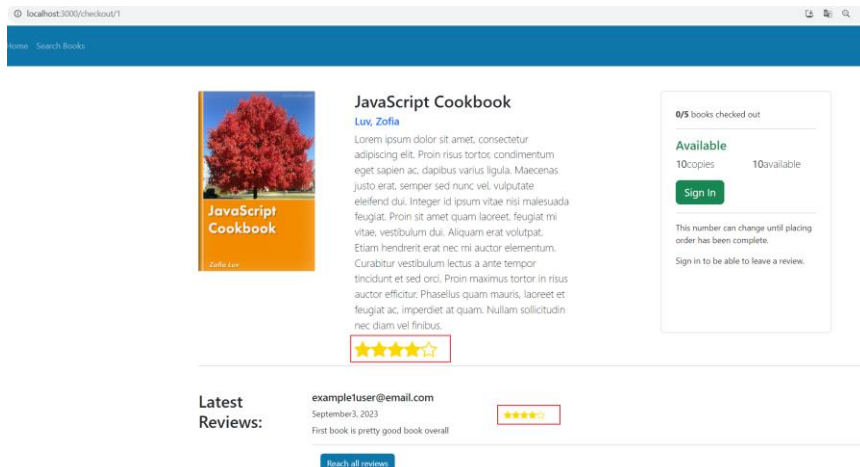 localhost:3000/checkout/1
Home Search Books
JavaScript
Cookbook
Zofia Luv
JavaScript Cookbook
Luv, Zofia
Lorem ipsum dolor sit amet, consectetur
adipiscing elit. Proin risus tortor, condimentum
eget sapien ac, dapibus varius ligula. Maecenas
justo erat, semper sed nunc vel, vulputate
eleifend dui. Integer id ipsum vitae nisi malesuada
feugiat. Proin sit amet quam laoreet, feugiat mi
vitae, vestibulum dui. Aliquam erat volutpat.
Etiam hendrerit erat nec mi auctor elementum.
Curabitur vestibulum lectus a ante tempor
tincidunt et sed orci. Proin maximus tortor in risus
auctor efficitur. Phasellus quam mauris, laoreet et
feugiat ac, imperdiet at quam. Nullam sollicitudin
nec diam vel finibus.
0/5 books checked out
Available
10copies 10available
Sign In
This number can change until placing
order has been complete.
Sign in to be able to leave a review.
Latest
Reviews:
example1user@email.com
September3, 2023
First book is pretty good book overall
Reach all reviews